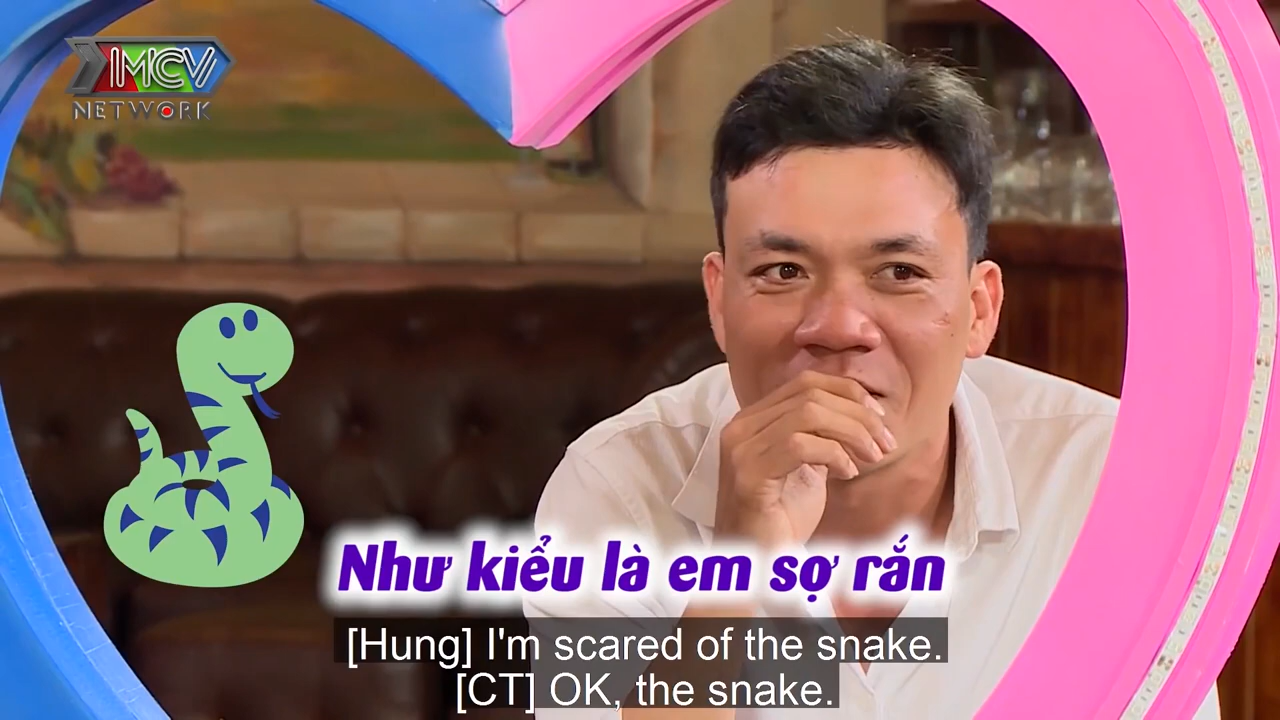 MCV
NETWORK
Như kiểu là em sợ rắn
[Hung] I'm scared of the snake.
[CT] OK, the snake.